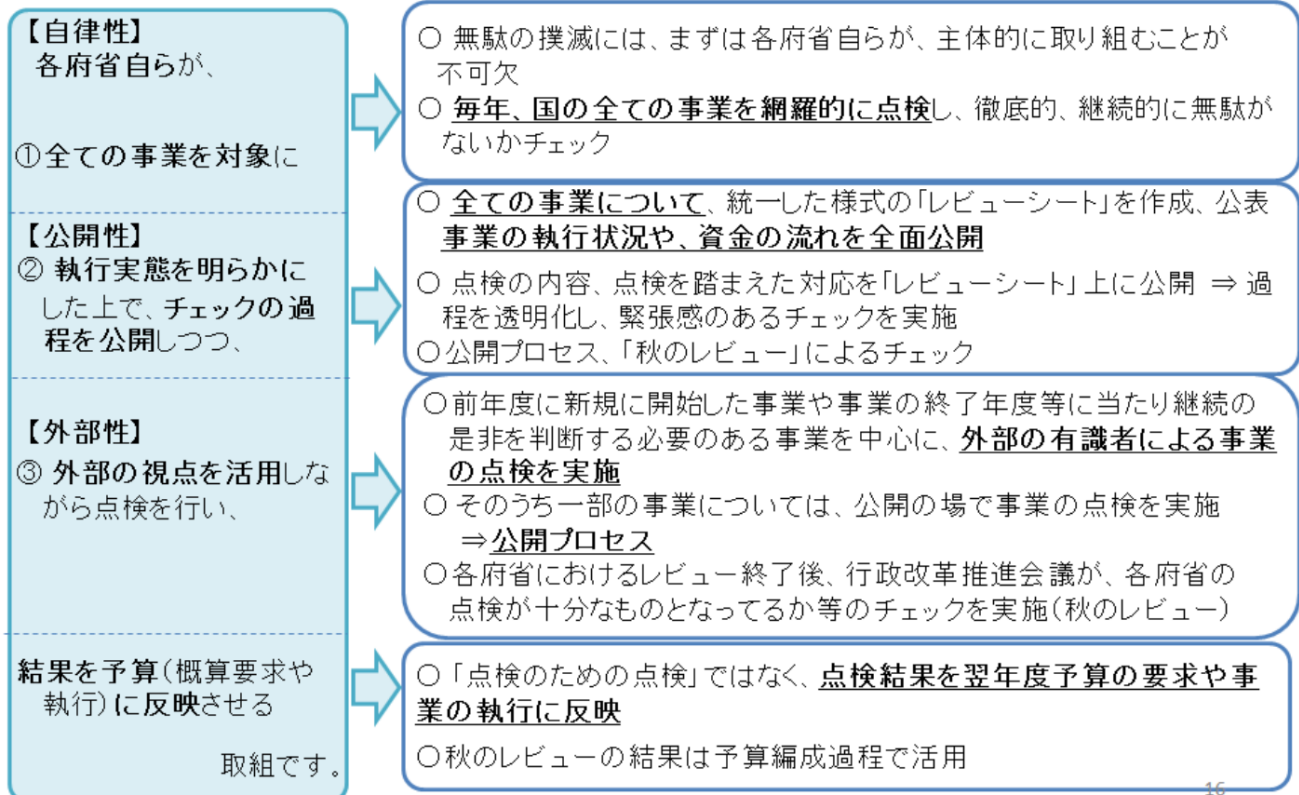 【自律性】
各府省自らが、
①全ての事業を対象に
○ 無駄の撲滅には、まずは各府省自らが、主体的に取り組むことが
不可欠
○ 毎年、国の全ての事業を網羅的に点検し、徹底的、継続的に無駄が
ないかチェック
【公開性】
② 執行実態を明らかに
した上で、チェックの過
程を公開しつつ、
○ 全ての事業について、統一した様式の「レビューシート」を作成、公表
事業の執行状況や、資金の流れを全面公開
○ 点検の内容、点検を踏まえた対応を「レビューシート」上に公開 ⇒ 過
程を透明化し、緊張感のあるチェックを実施
○公開プロセス、「秋のレビュー」によるチェック
【外部性】
③ 外部の視点を活用しな
がら点検を行い、
○前年度に新規に開始した事業や事業の終了年度等に当たり継続の
是非を判断する必要のある事業を中心に、外部の有識者による事業
の点検を実施
○ そのうち一部の事業については、公開の場で事業の点検を実施
⇒公開プロセス
○各府省におけるレビュー終了後、行政改革推進会議が、各府省の
点検が十分なものとなってるか等のチェックを実施(秋のレビュー)
結果を予算(概算要求や
執行)に反映させる
取組です。
○「点検のための点検」ではなく、点検結果を翌年度予算の要求や事
業の執行に反映
○秋のレビューの結果は予算編成過程で活用
16